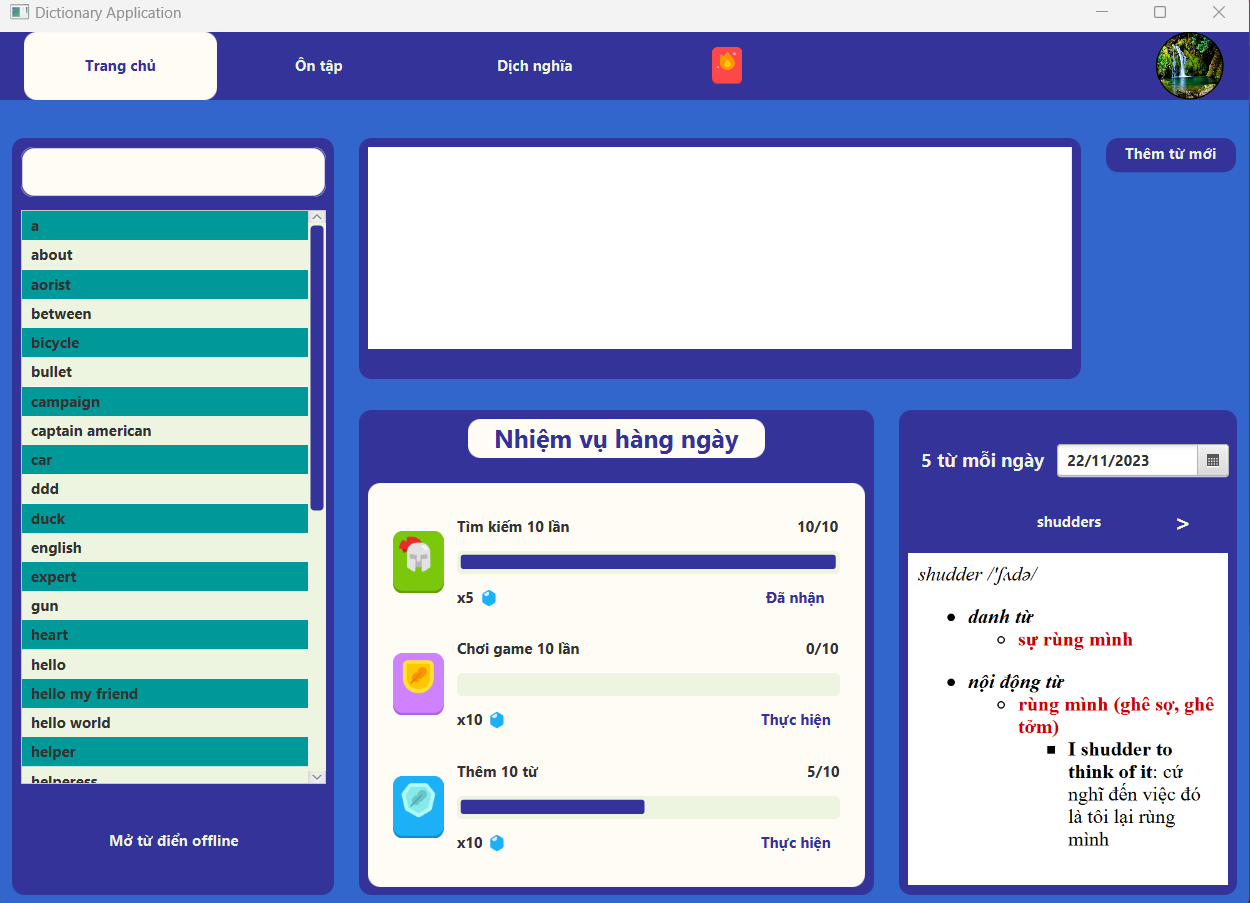 Dictionary Application
Trang chủ
Ôn tập
Dịch nghĩa
Thêm từ mới
a
about
aorist
between
bicycle
bullet
campaign
captain american
car
ddd
duck
english
expert
gun
heart
hello
hello my friend
hello world
helper
helperess
Mở từ điển offline
Nhiệm vụ hàng ngày
Tìm kiếm 10 lần
10/10
x5
Đã nhận
Chơi game 10 lần
0/10
x10
Thực hiện
Thêm 10 từ
5/10
x10
Thực hiện
5 từ mỗi ngày
22/11/2023
shudders
>
shudder /'ʃʌdə/
danh từ
sự rùng mình
nội động từ
rùng mình (ghê sợ, ghê
tởm)
I shudder to
think of it: cứ
nghĩ đến việc đó
là tôi lại rùng
mình